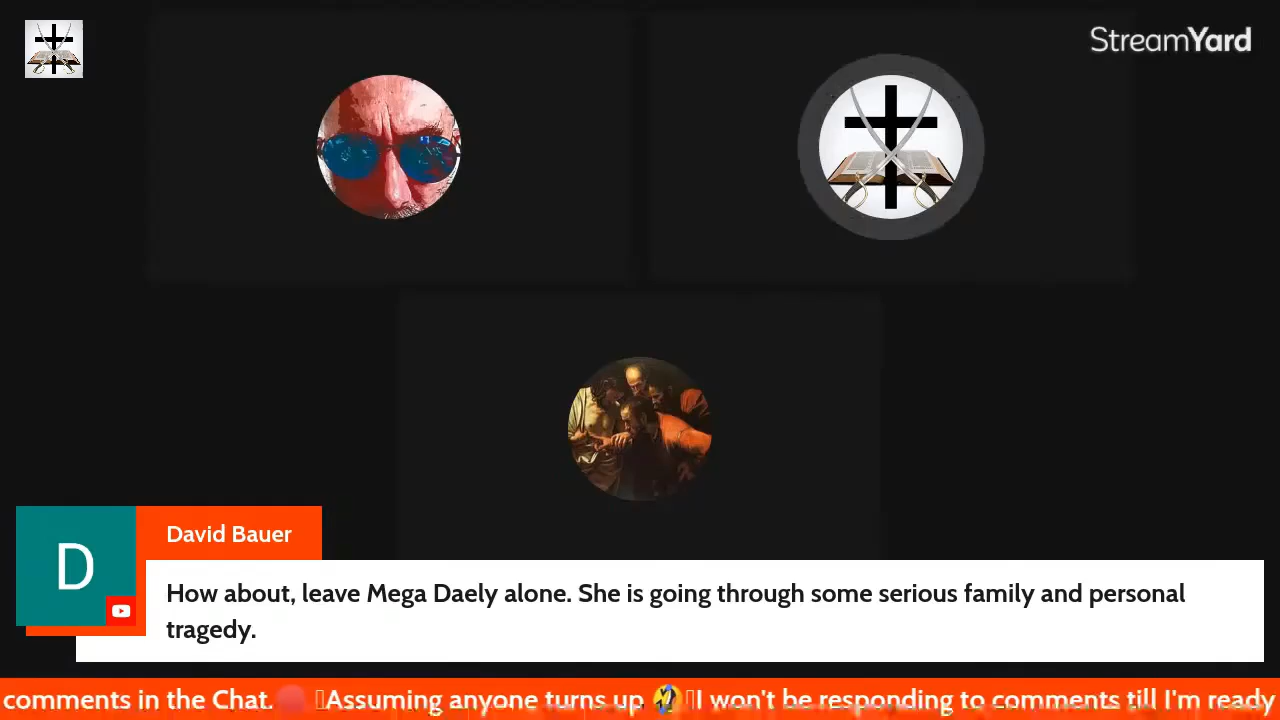 StreamYard
David Bauer
D
How about, leave Mega Daely alone. She is going through some serious family and personal
tragedy.
comments in the Chat.🔴 Assuming anyone turns up 🤣 I won't be responding to comments till I'm ready